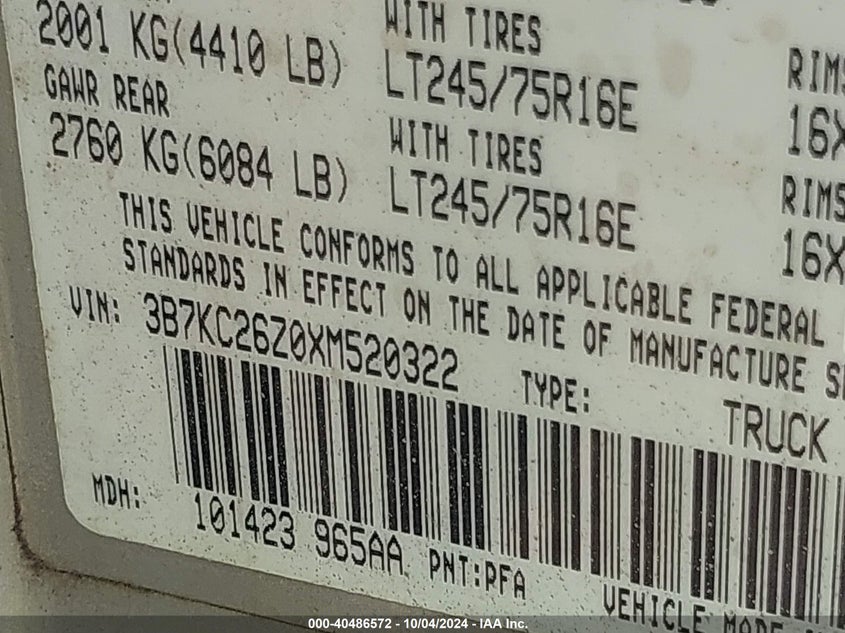 2001 KG(4410 LB)
WITH TIRES
LT245/75R16E
RIMS
16X
GAWR REAR
2760 KG(6084 LB)
WITH TIRES
LT245/75R16E
RIMS
16X
THIS VEHICLE CONFORMS TO ALL APPLICABLE FEDERAL
STANDARDS IN EFFECT ON THE DATE OF MANUFACTURE S
VIN: 3B7KC26Z0XM520322
TYPE: TRUCK
MDH: 101423 965AA PNT:PFA
VEHICLE MADE
000-40486572 - 10/04/2024 - IAA Inc.